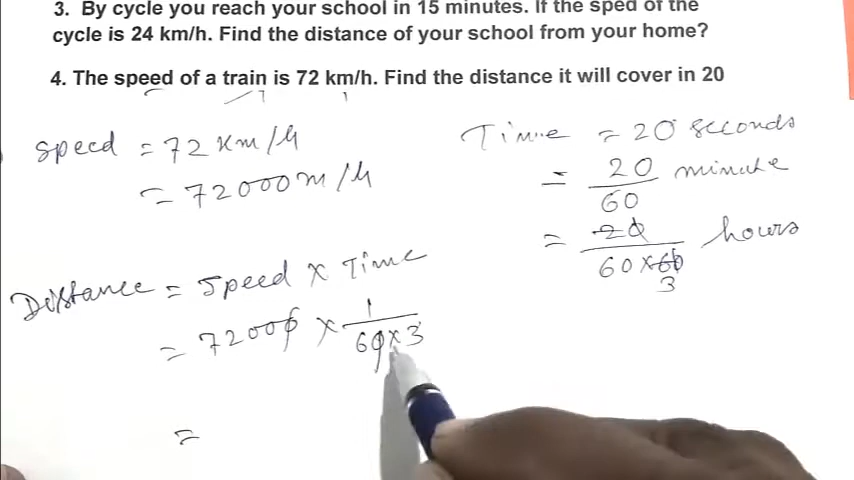 3. By cycle you reach your school in 15 minutes. If the sped of the
cycle is 24 km/h. Find the distance of your school from your home?
4. The speed of a train is 72 km/h. Find the distance it will cover in 20
Speed = 72 Km/h
= 72000 m/h
Time = 20 seconds
= 20/60 minute
= 20/60×60 hours
3
Distance = Speed × Time
= 72000 × 1/60×3
=